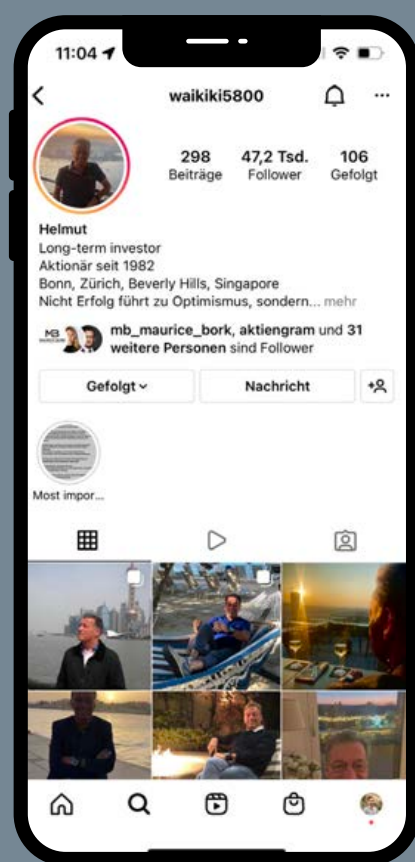 11:04
waikiki5800
298 47,2 Tsd. 106
Beiträge Follower Gefolgt
Helmut
Long-term investor
Aktionär seit 1982
Bonn, Zürich, Beverly Hills, Singapore
Nicht Erfolg führt zu Optimismus, sondern... mehr
MB
mb_maurice_bork, aktiengram und 31
weitere Personen sind Follower
Gefolgt
Nachricht
Most impor...